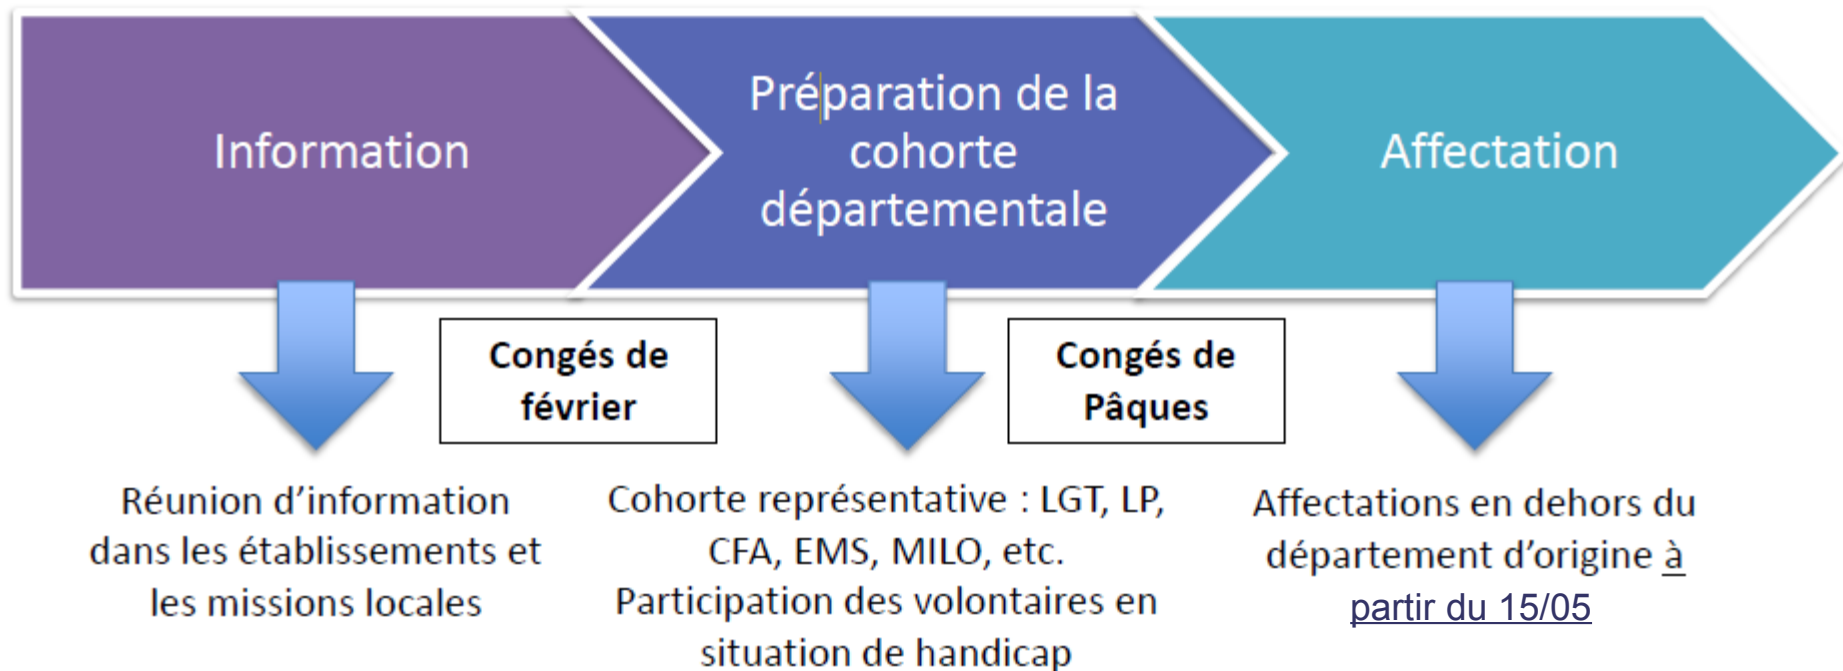 Information
Préparation de la
cohorte
départementale
Affectation
Congés de
février
Congés de
Pâques
Réunion d'information
dans les établissements et
les missions locales
Cohorte représentative : LGT, LP,
CFA, EMS, MILO, etc.
Participation des volontaires en
situation de handicap
Affectations en dehors du
département d'origine à
partir du 15/05